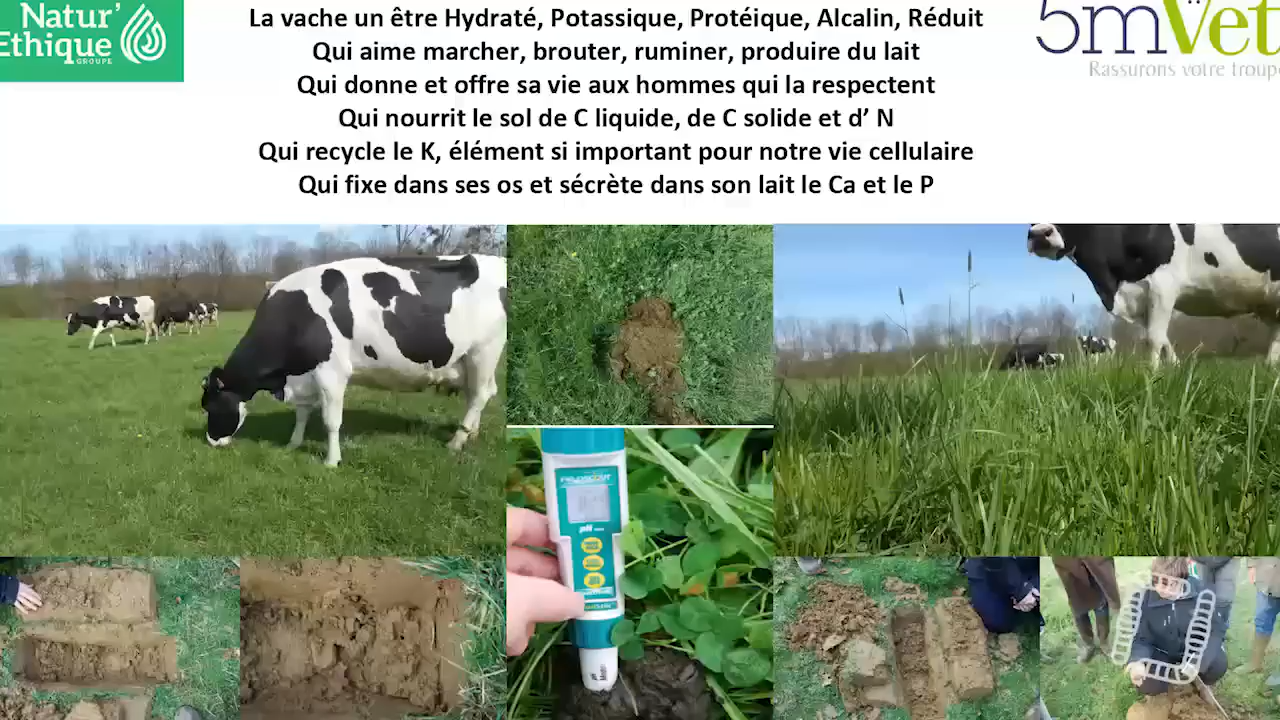 Natur'
Ethique
GROUPE
La vache un être Hydraté, Potassique, Protéique, Alcalin, Réduit
Qui aime marcher, brouter, ruminer, produire du lait
Qui donne et offre sa vie aux hommes qui la respectent
Qui nourrit le sol de C liquide, de C solide et d' N
Qui recycle le K, élément si important pour notre vie cellulaire
Qui fixe dans ses os et sécrète dans son lait le Ca et le P
5mVet
Rassurons votre troupe
FIELDSCOUT
pH